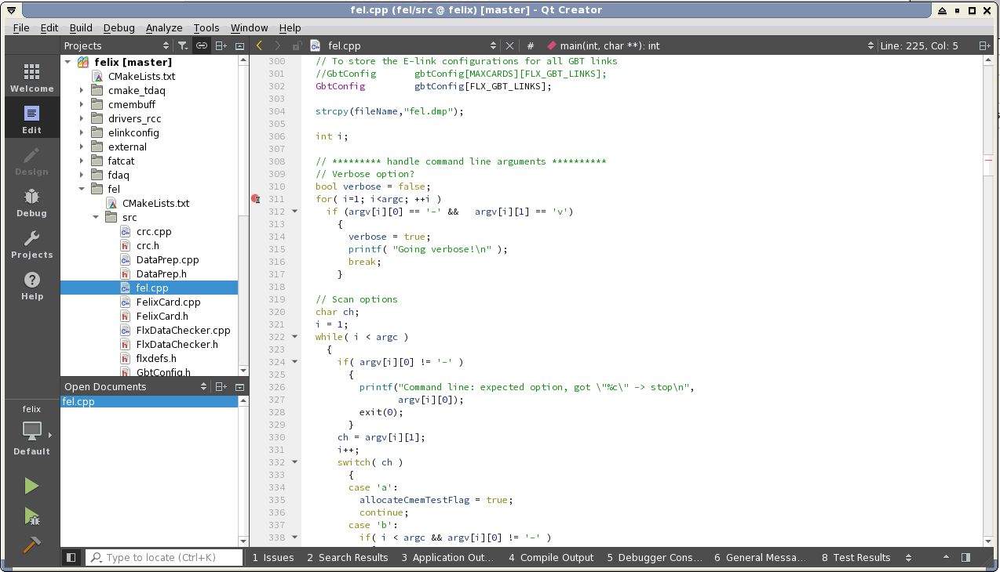 fel.cpp (fel/src @ felix) [master] - Qt Creator
File Edit Build Debug Analyze Tools Window Help
Projects
fel.cpp
#
main(int, char **): int
Line: 225, Col: 5
Welcome
Edit
Design
Debug
Projects
Help
felix
Default
felix [master]
CMakeLists.txt
cmake_tdaq
cmembuff
drivers_rcc
elinkconfig
external
fatcat
fdaq
fel
CMakeLists.txt
src
crc.cpp
crc.h
DataPrep.cpp
DataPrep.h
fel.cpp
FelixCard.cpp
FelixCard.h
FlxDataChecker.cpp
FlxDataChecker.h
flxdefs.h
GbtConfig.h
Open Documents
fel.cpp
300 // To store the E-link configurations for all GBT links
301 //GbtConfig       gbtConfig[MAXCARDS][FLX_GBT_LINKS];
302 GbtConfig         gbtConfig[FLX_GBT_LINKS];
303
304 strcpy(fileName,"fel.dmp");
305
306 int i;
307
308 // ********* handle command line arguments **********
309 // Verbose option?
310 bool verbose = false;
311 for( i=1; i<argc; ++i )
312   if (argv[i][0] == '-' &&   argv[i][1] == 'v')
313     {
314       verbose = true;
315       printf( "Going verbose!\n" );
316       break;
317     }
318
319 // Scan options
320 char ch;
321 i = 1;
322 while( i < argc )
323   {
324     if( argv[i][0] != '-' )
325       {
326         printf("Command line: expected option, got \"%c\" -> stop\n",
327                argv[i][0]);
328         exit(0);
329       }
330     ch = argv[i][1];
331     i++;
332     switch( ch )
333       {
334       case 'a':
335         allocateCmemTestFlag = true;
336         continue;
337       case 'b':
338         if( i < argc && argv[i][0] != '-' )
Type to locate (Ctrl+K)
1 Issues
2 Search Results
3 Application Out...
4 Compile Output
5 Debugger Cons...
6 General Messa...
8 Test Results